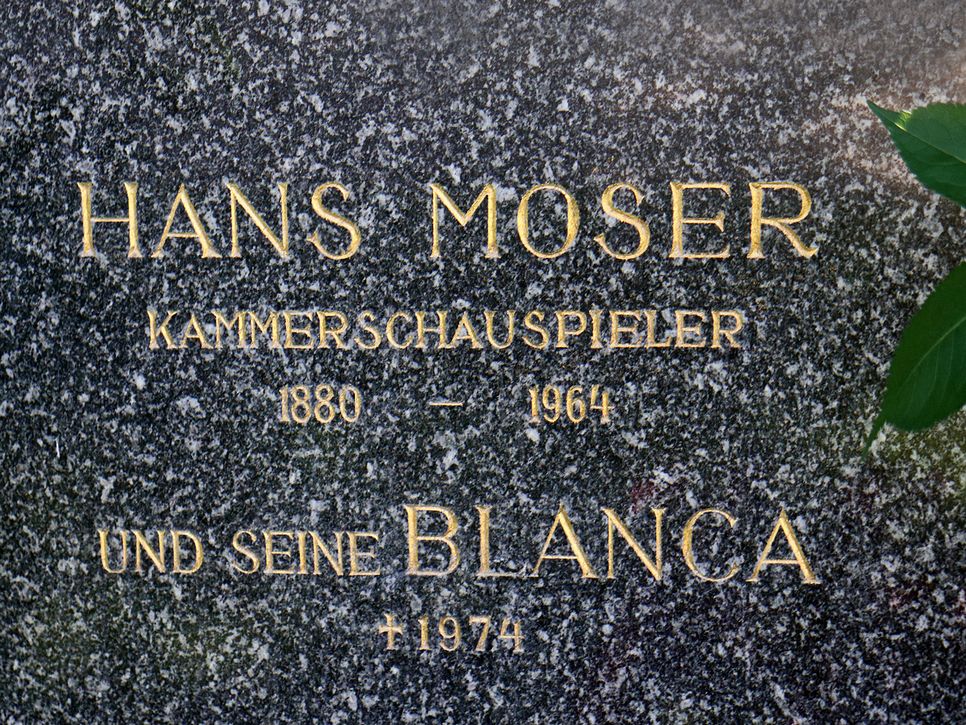 HANS MOSER
KAMMERSCHAUSPIELER
1880 – 1964
UND SEINE BLANCA
✝1974